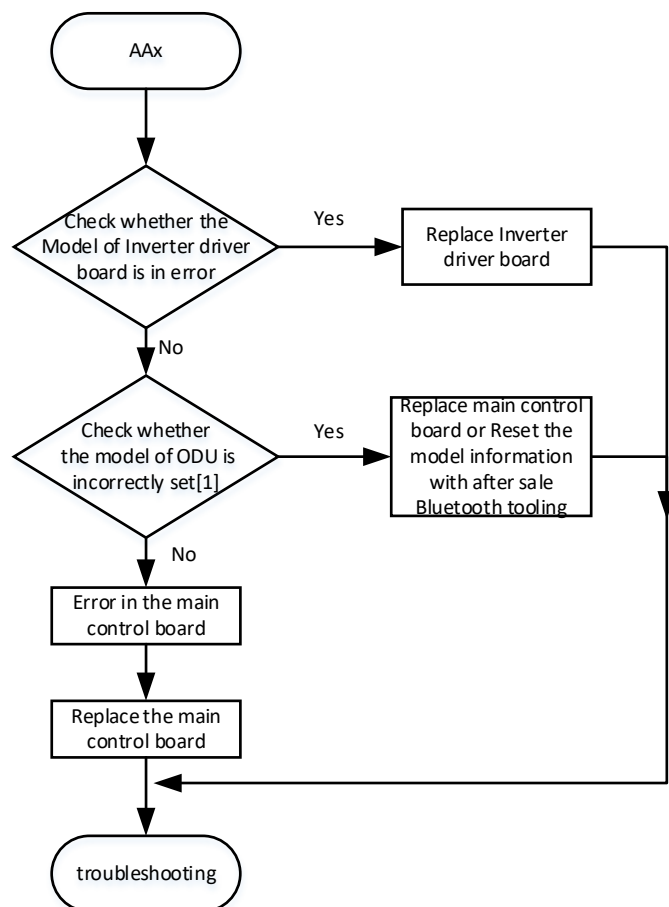 AAx
Check whether the
Model of Inverter driver
board is in error
Yes
Replace Inverter
driver board
No
Check whether
the model of ODU is
incorrectly set[1]
Yes
Replace main control
board or Reset the
model information
with after sale
Bluetooth tooling
No
Error in the main
control board
Replace the main
control board
troubleshooting